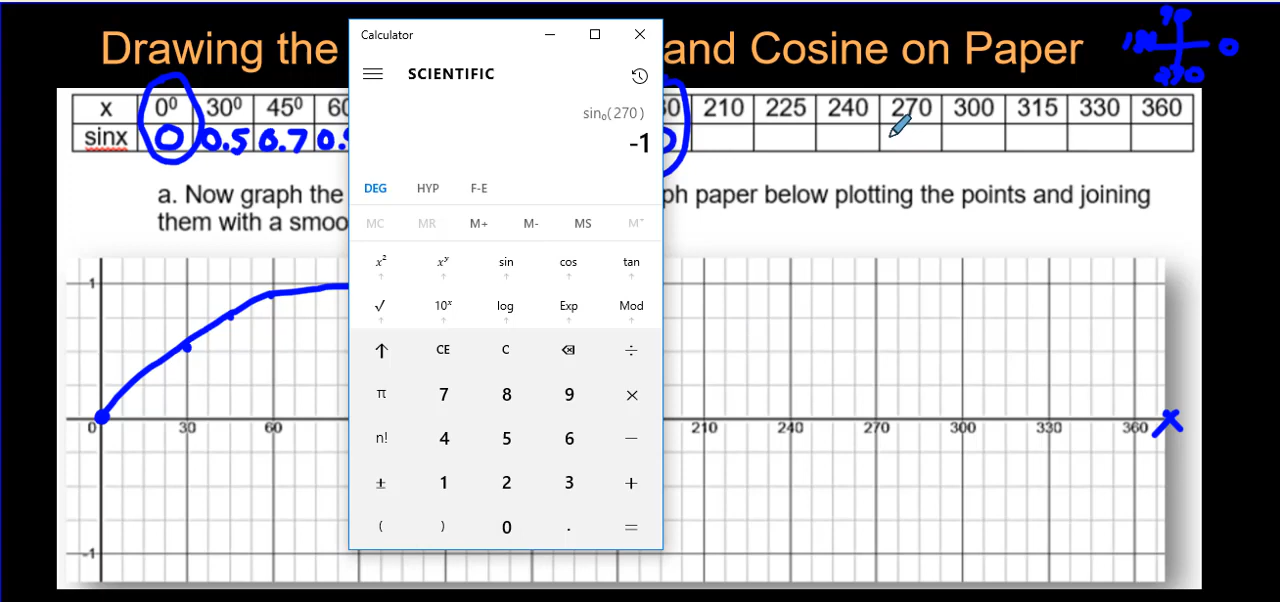 Drawing the and Cosine on Paper
90
180 0
270
Calculator
SCIENTIFIC
sin₀(270)
-1
DEG HYP F-E
MC MR M+ M- MS M˅
x² xʸ sin cos tan
√ 10ˣ log Exp Mod
CE C ÷
π 7 8 9 ×
n! 4 5 6 −
± 1 2 3 +
( ) 0 . =
x 0⁰ 30⁰ 45⁰ 210 225 240 270 300 315 330 360
sinx 0 0.5 0.7
a. Now graph the ph paper below plotting the points and joining
them with a smoo
1
0 30 60 210 240 270 300 330 360 x
-1